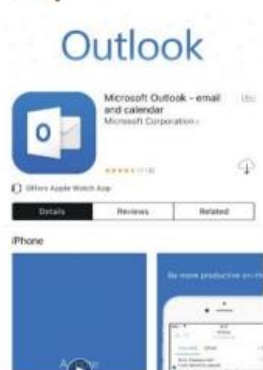 Outlook
Microsoft Outlook - email
and calendar
Microsoft Corporation
Offers Apple Watch App
Details Reviews Related
iPhone
Be more productive on-th